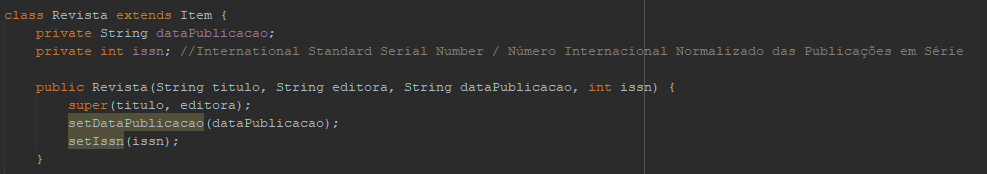 class Revista extends Item {
private String dataPublicacao;
private int issn; //International Standard Serial Number / Número Internacional Normalizado das Publicações em Série
public Revista(String titulo, String editora, String dataPublicacao, int issn) {
super(titulo, editora);
setDataPublicacao(dataPublicacao);
setIssn(issn);
}